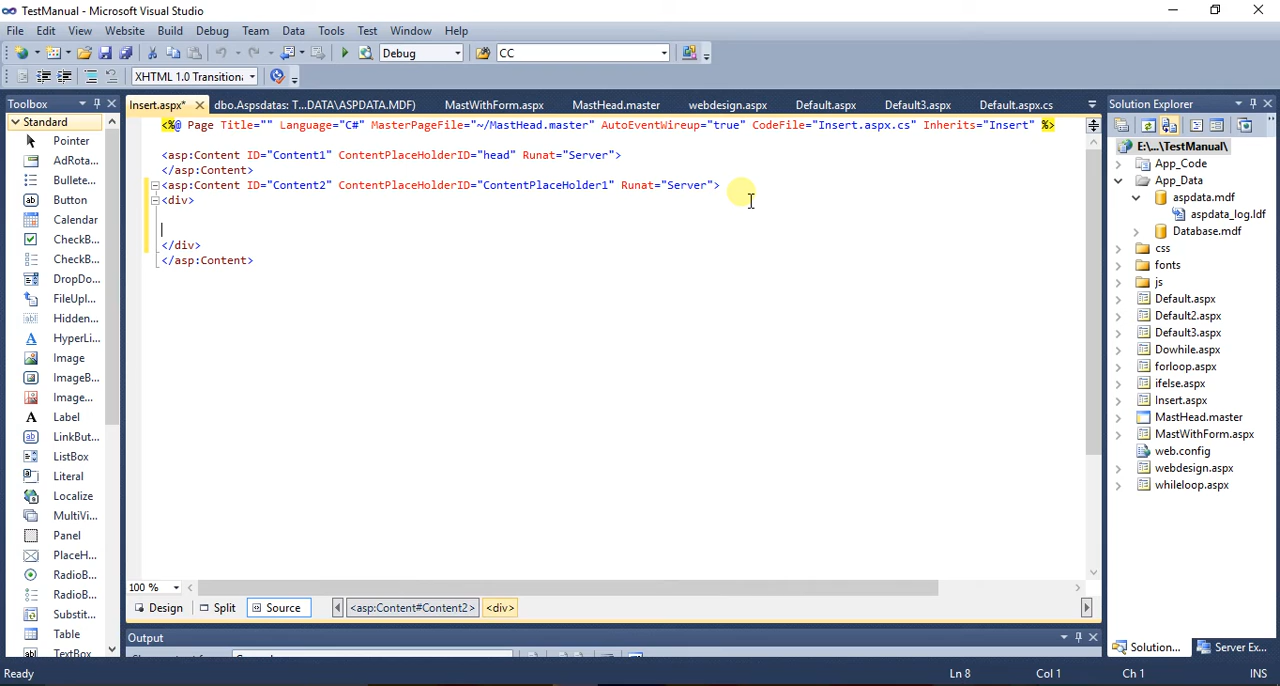 TestManual - Microsoft Visual Studio
File Edit View Website Build Debug Team Data Tools Test Window Help
Debug CC
XHTML 1.0 Transition
Toolbox
Insert.aspx* dbo.Aspsdatas: T...DATA\ASPDATA.MDF) MastWithForm.aspx MastHead.master webdesign.aspx Default.aspx Default3.aspx Default.aspx.cs
Solution Explorer
Standard
Pointer
AdRota...
Bullete...
Button
Calendar
CheckB...
CheckB...
DropDo...
FileUpl...
Hidden...
HyperLi...
Image
ImageB...
Image...
Label
LinkBut...
ListBox
Literal
Localize
MultiVi...
Panel
PlaceH...
RadioB...
RadioB...
Substit...
Table
TextBox
<%@ Page Title="" Language="C#" MasterPageFile="~/MastHead.master" AutoEventWireup="true" CodeFile="Insert.aspx.cs" Inherits="Insert" %>
<asp:Content ID="Content1" ContentPlaceHolderID="head" Runat="Server">
</asp:Content>
<asp:Content ID="Content2" ContentPlaceHolderID="ContentPlaceHolder1" Runat="Server">
<div>
</div>
</asp:Content>
E:\...\TestManual\
App_Code
App_Data
aspdata.mdf
aspdata_log.ldf
Database.mdf
css
fonts
js
Default.aspx
Default2.aspx
Default3.aspx
Dowhile.aspx
forloop.aspx
ifelse.aspx
Insert.aspx
MastHead.master
MastWithForm.aspx
web.config
webdesign.aspx
whileloop.aspx
100 %
Design Split Source <asp:Content#Content2> <div>
Output
Solution... Server Ex...
Ready Ln 8 Col 1 Ch 1 INS